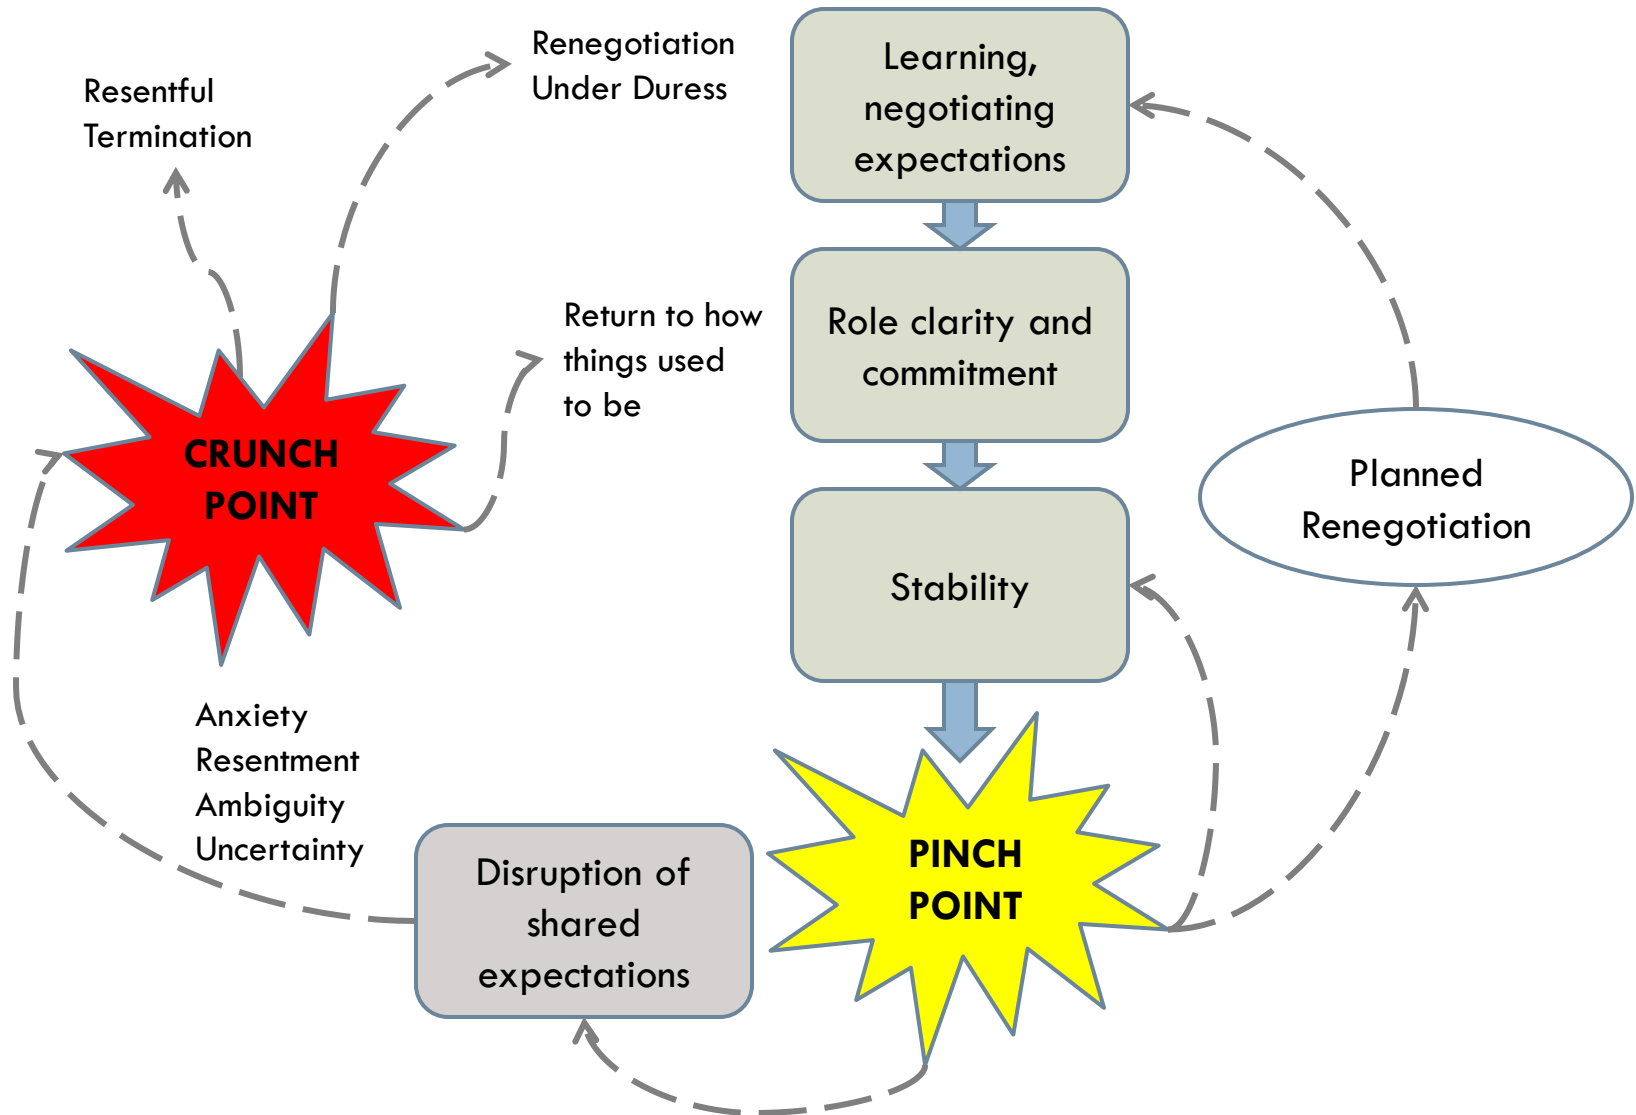 Renegotiation
Under Duress
Resentful
Termination
Learning,
negotiating
expectations
Return to how
things used
to be
Role clarity and
commitment
CRUNCH
POINT
Planned
Renegotiation
Stability
Anxiety
Resentment
Ambiguity
Uncertainty
Disruption of
shared
expectations
PINCH
POINT